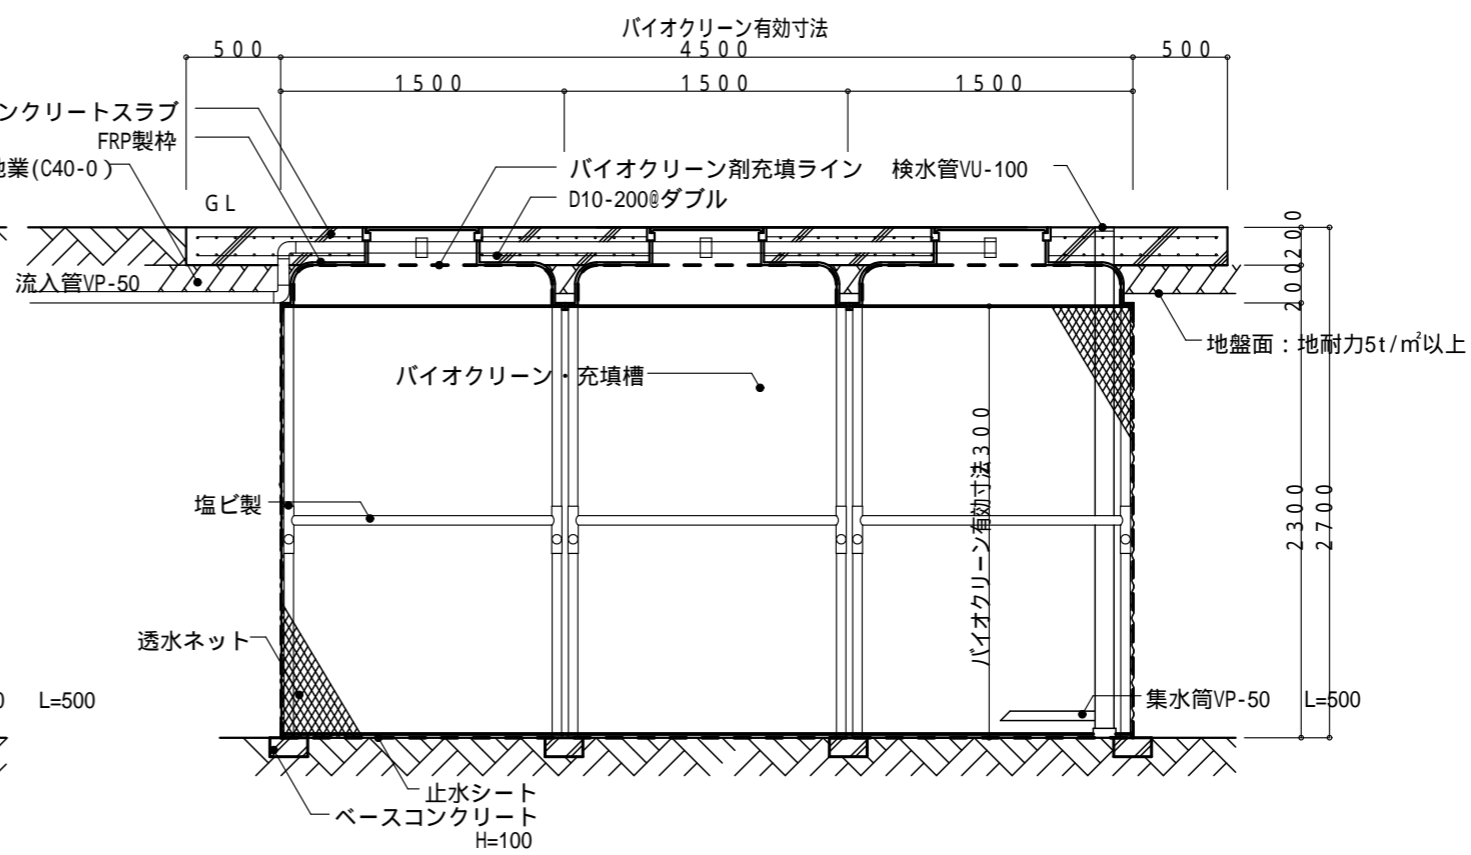 バイオクリーン有効寸法
500
4500
500
1500
1500
1500
ンクリートスラブ
FRP製枠
業(C40-0)
バイオクリーン剤充填ライン
検水管VU-100
D10-200@ダブル
GL
200
200
流入管VP-50
地盤面：地耐力5t/㎡以上
バイオクリーン・充填槽
バイオクリーン有効寸法300
塩ビ製
2300
2700
透水ネット
0
L=500
集水筒VP-50
L=500
止水シート
ベースコンクリート
H=100